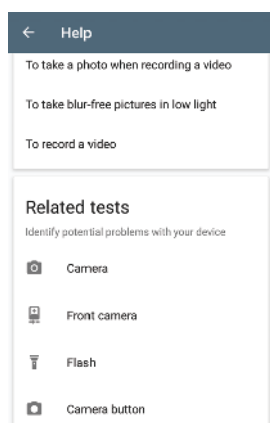 Help
To take a photo when recording a video
To take blur-free pictures in low light
To record a video
Related tests
Identify potential problems with your device
Camera
Front camera
Flash
Camera button